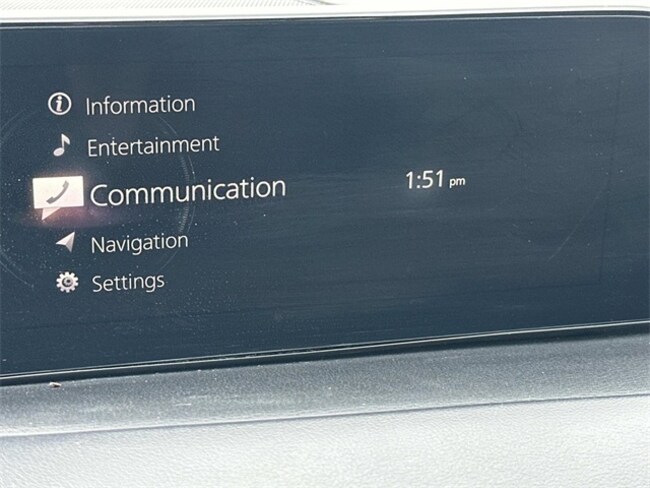 Information
Entertainment
Communication
1:51 pm
Navigation
Settings